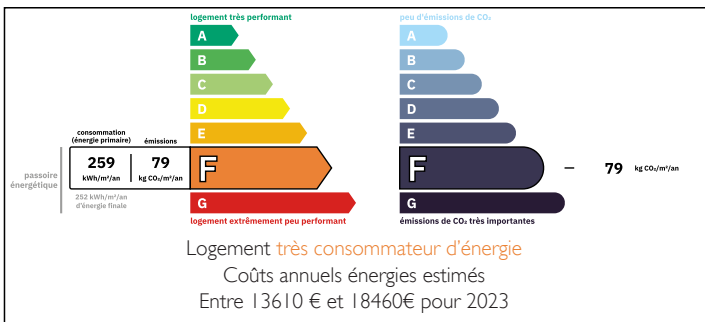 logement très performant
A
B
C
D
E
consommation
(énergie primaire)
émissions
259
kWh/m²/an
79
kg CO₂/m²/an
F
passoire
énergétique
252 kWh/m²/an
d'énergie finale
G
logement extrêmement peu performant
peu d'émissions de CO₂
A
B
C
D
E
F
79 kg CO₂/m²/an
G
émissions de CO₂ très importantes
Logement très consommateur d'énergie
Coûts annuels énergies estimés
Entre 13610 € et 18460€ pour 2023